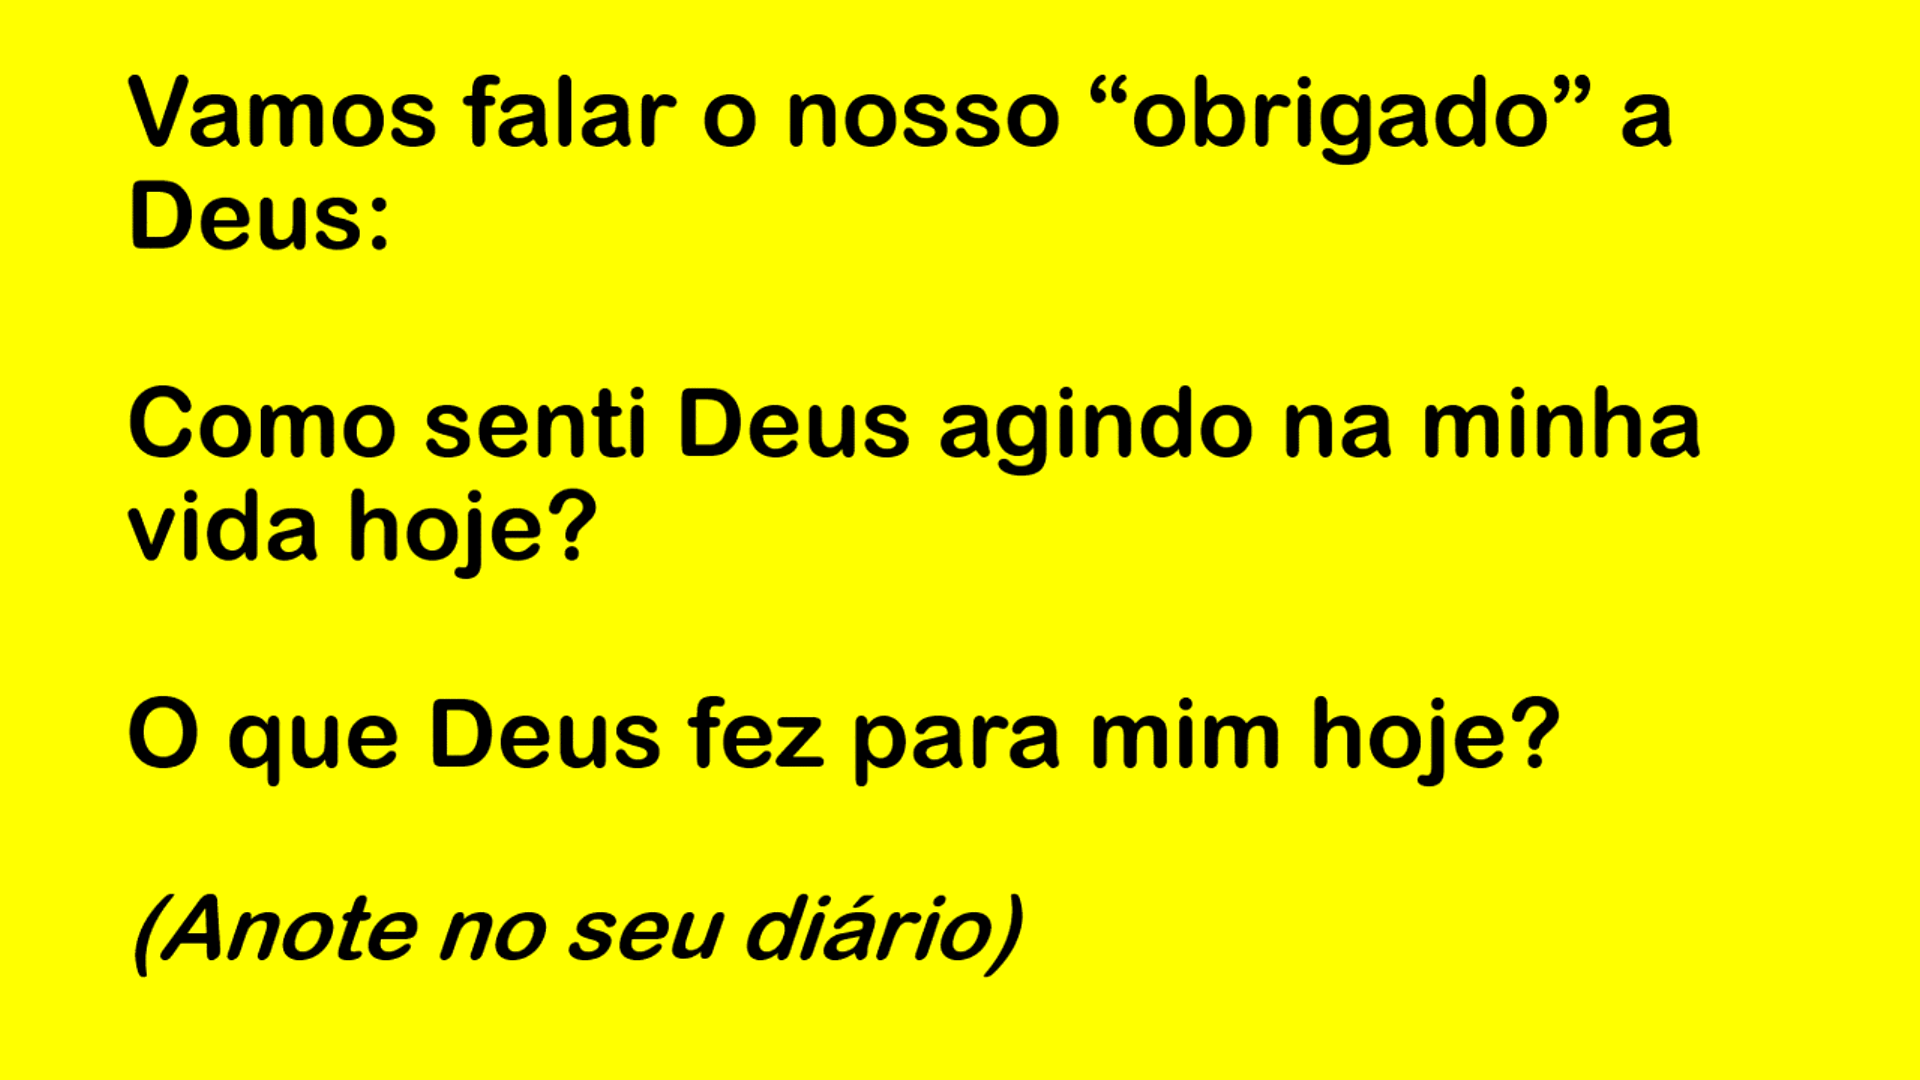 Vamos falar o nosso “obrigado” a
Deus:
Como senti Deus agindo na minha
vida hoje?
O que Deus fez para mim hoje?
(Anote no seu diário)